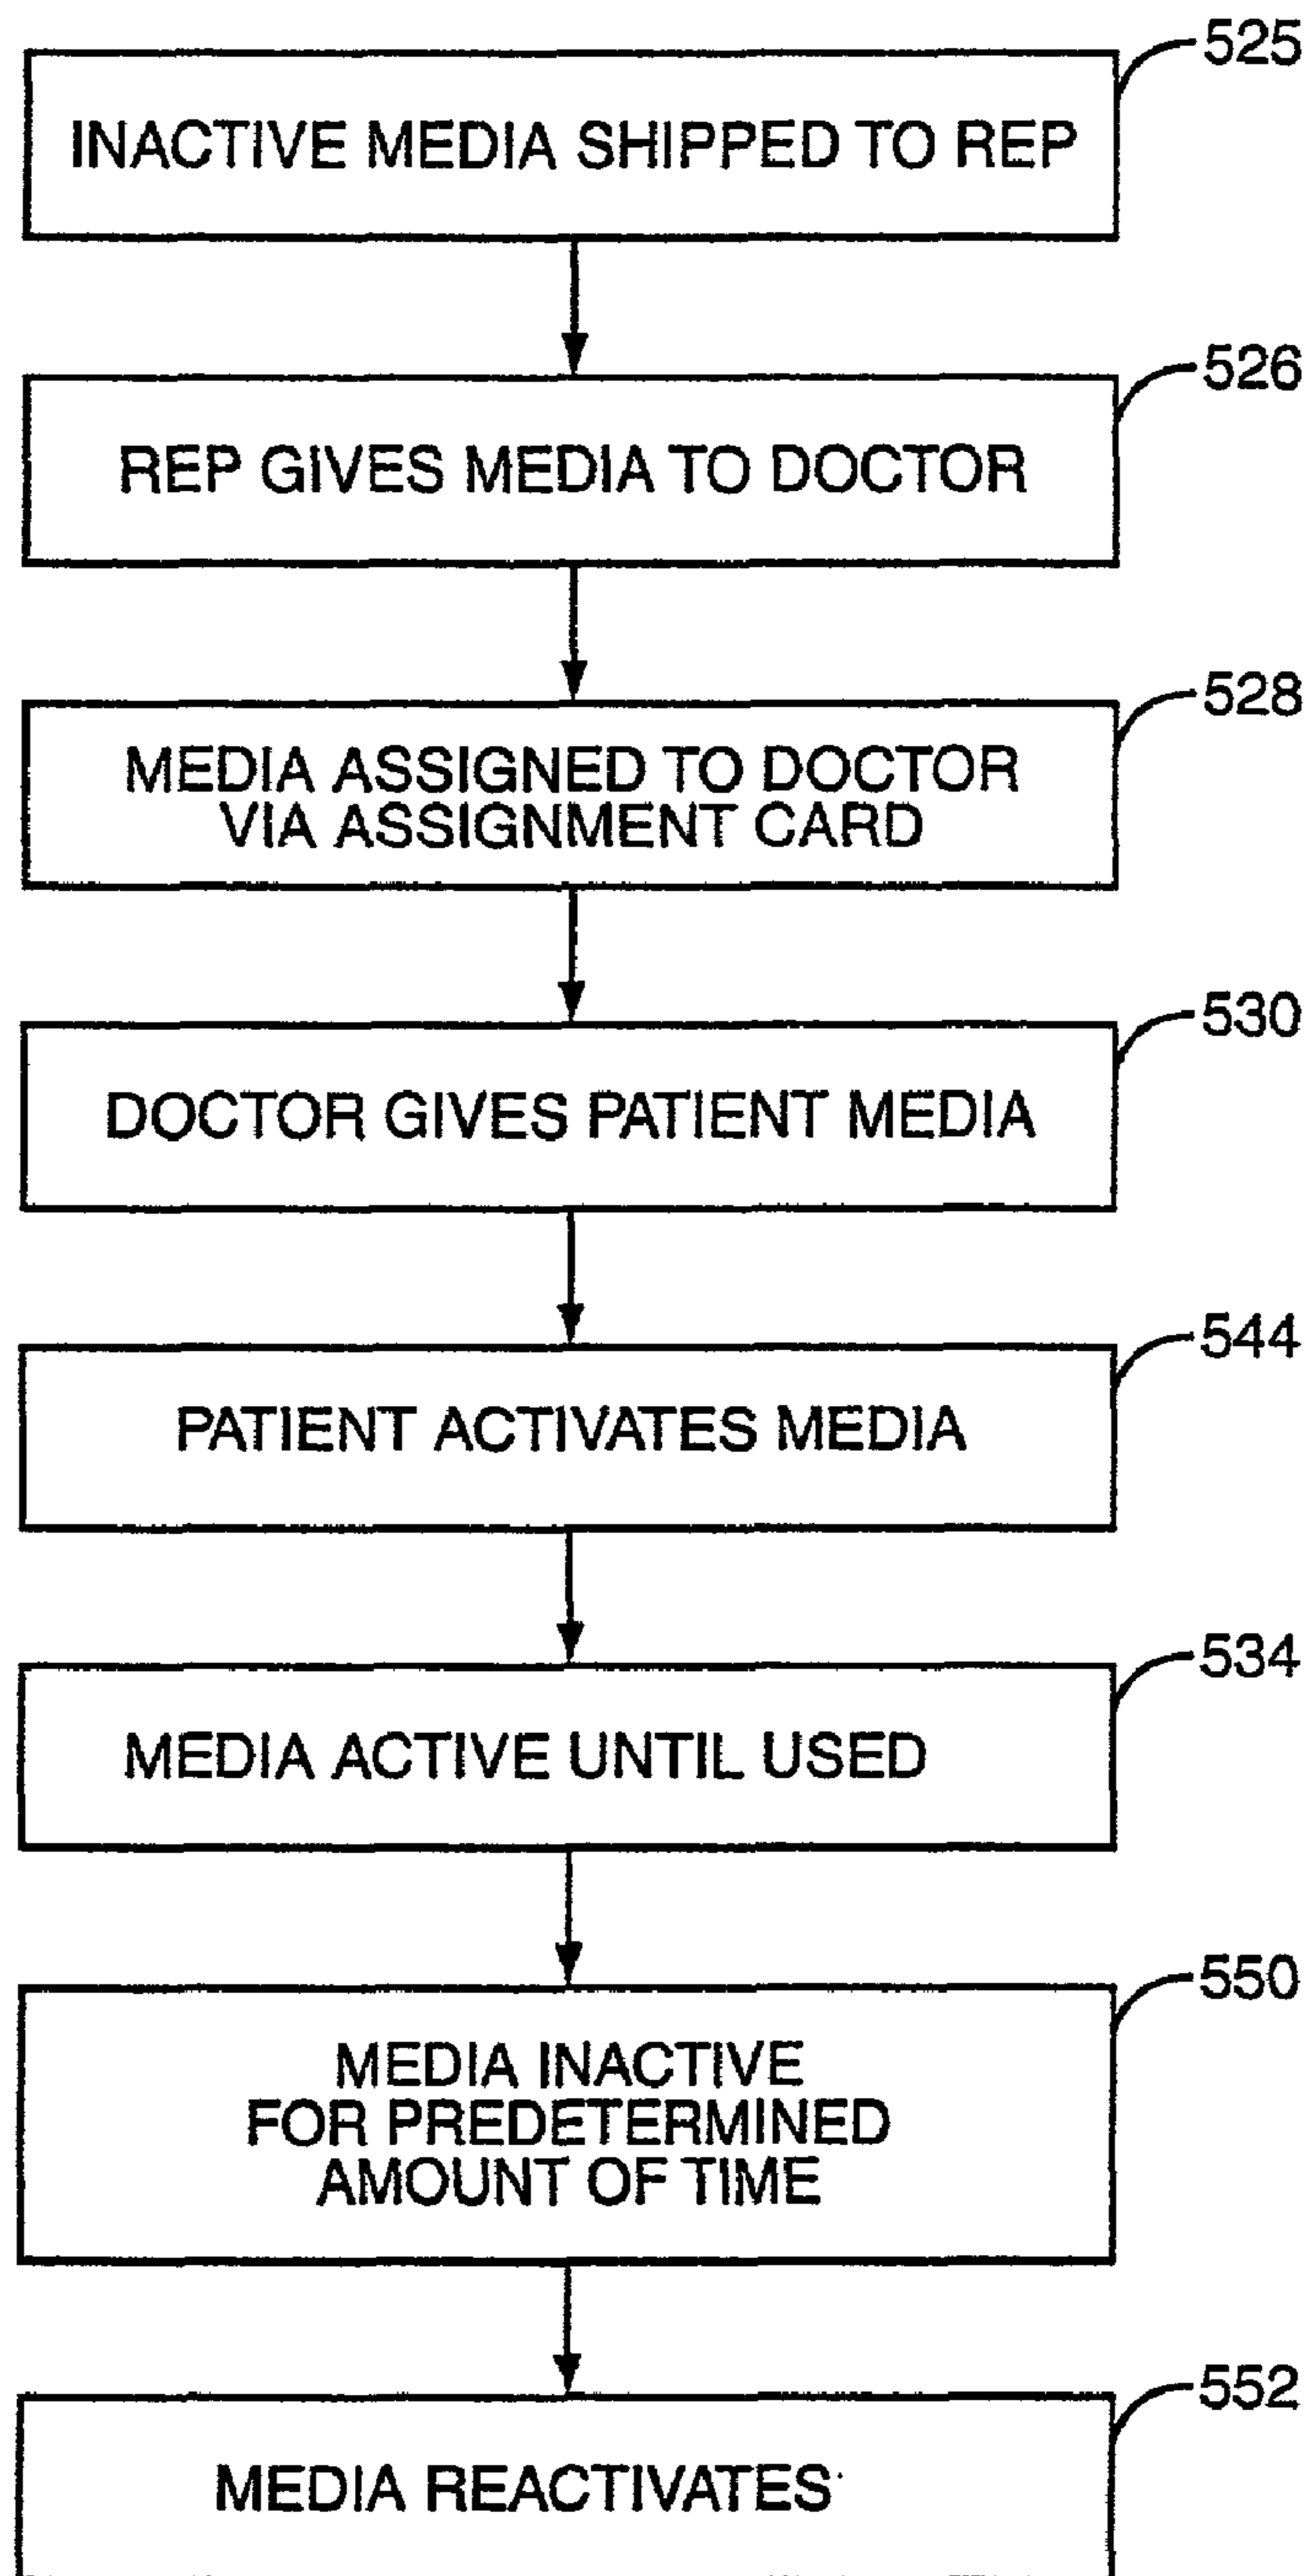 525
INACTIVE MEDIA SHIPPED TO REP
526
REP GIVES MEDIA TO DOCTOR
528
MEDIA ASSIGNED TO DOCTOR
VIA ASSIGNMENT CARD
530
DOCTOR GIVES PATIENT MEDIA
544
PATIENT ACTIVATES MEDIA
534
MEDIA ACTIVE UNTIL USED
550
MEDIA INACTIVE
FOR PREDETERMINED
AMOUNT OF TIME
552
MEDIA REACTIVATES